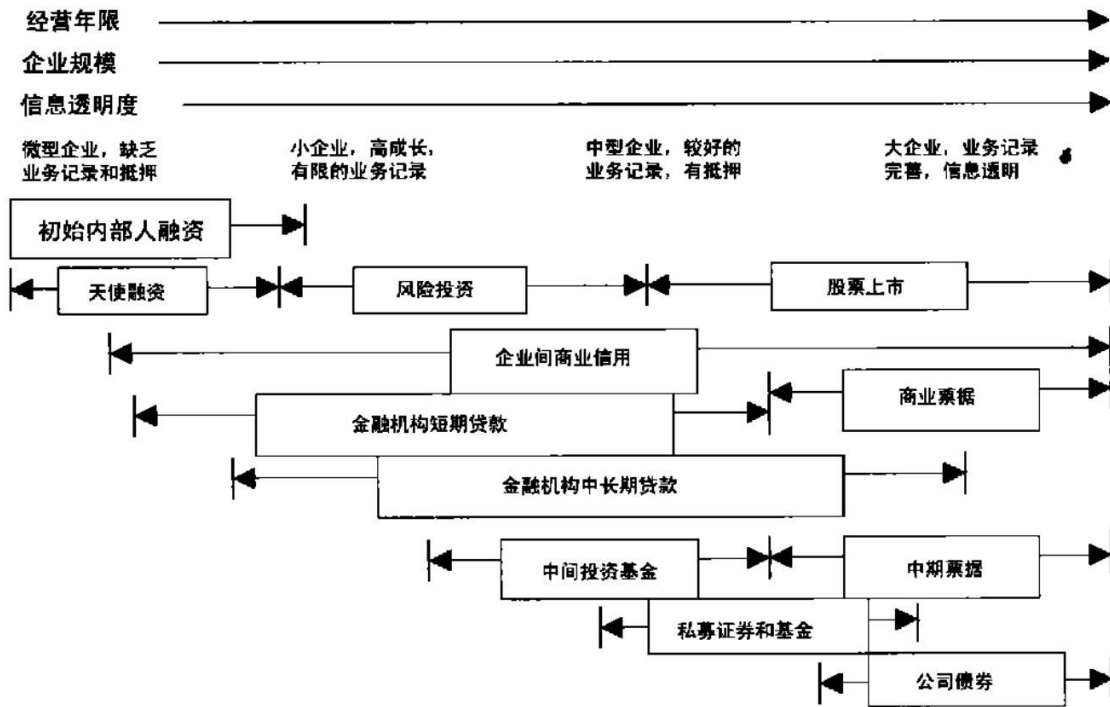 经营年限
企业规模
信息透明度
微型企业，缺乏
业务记录和抵押
小企业，高成长，
有限的业务记录
中型企业，较好的
业务记录，有抵押
大企业，业务记录
完善，信息透明
初始内部人融资
天使融资
风险投资
股票上市
企业间商业信用
商业票据
金融机构短期贷款
金融机构中长期贷款
中间投资基金
中期票据
私募证券和基金
公司债券